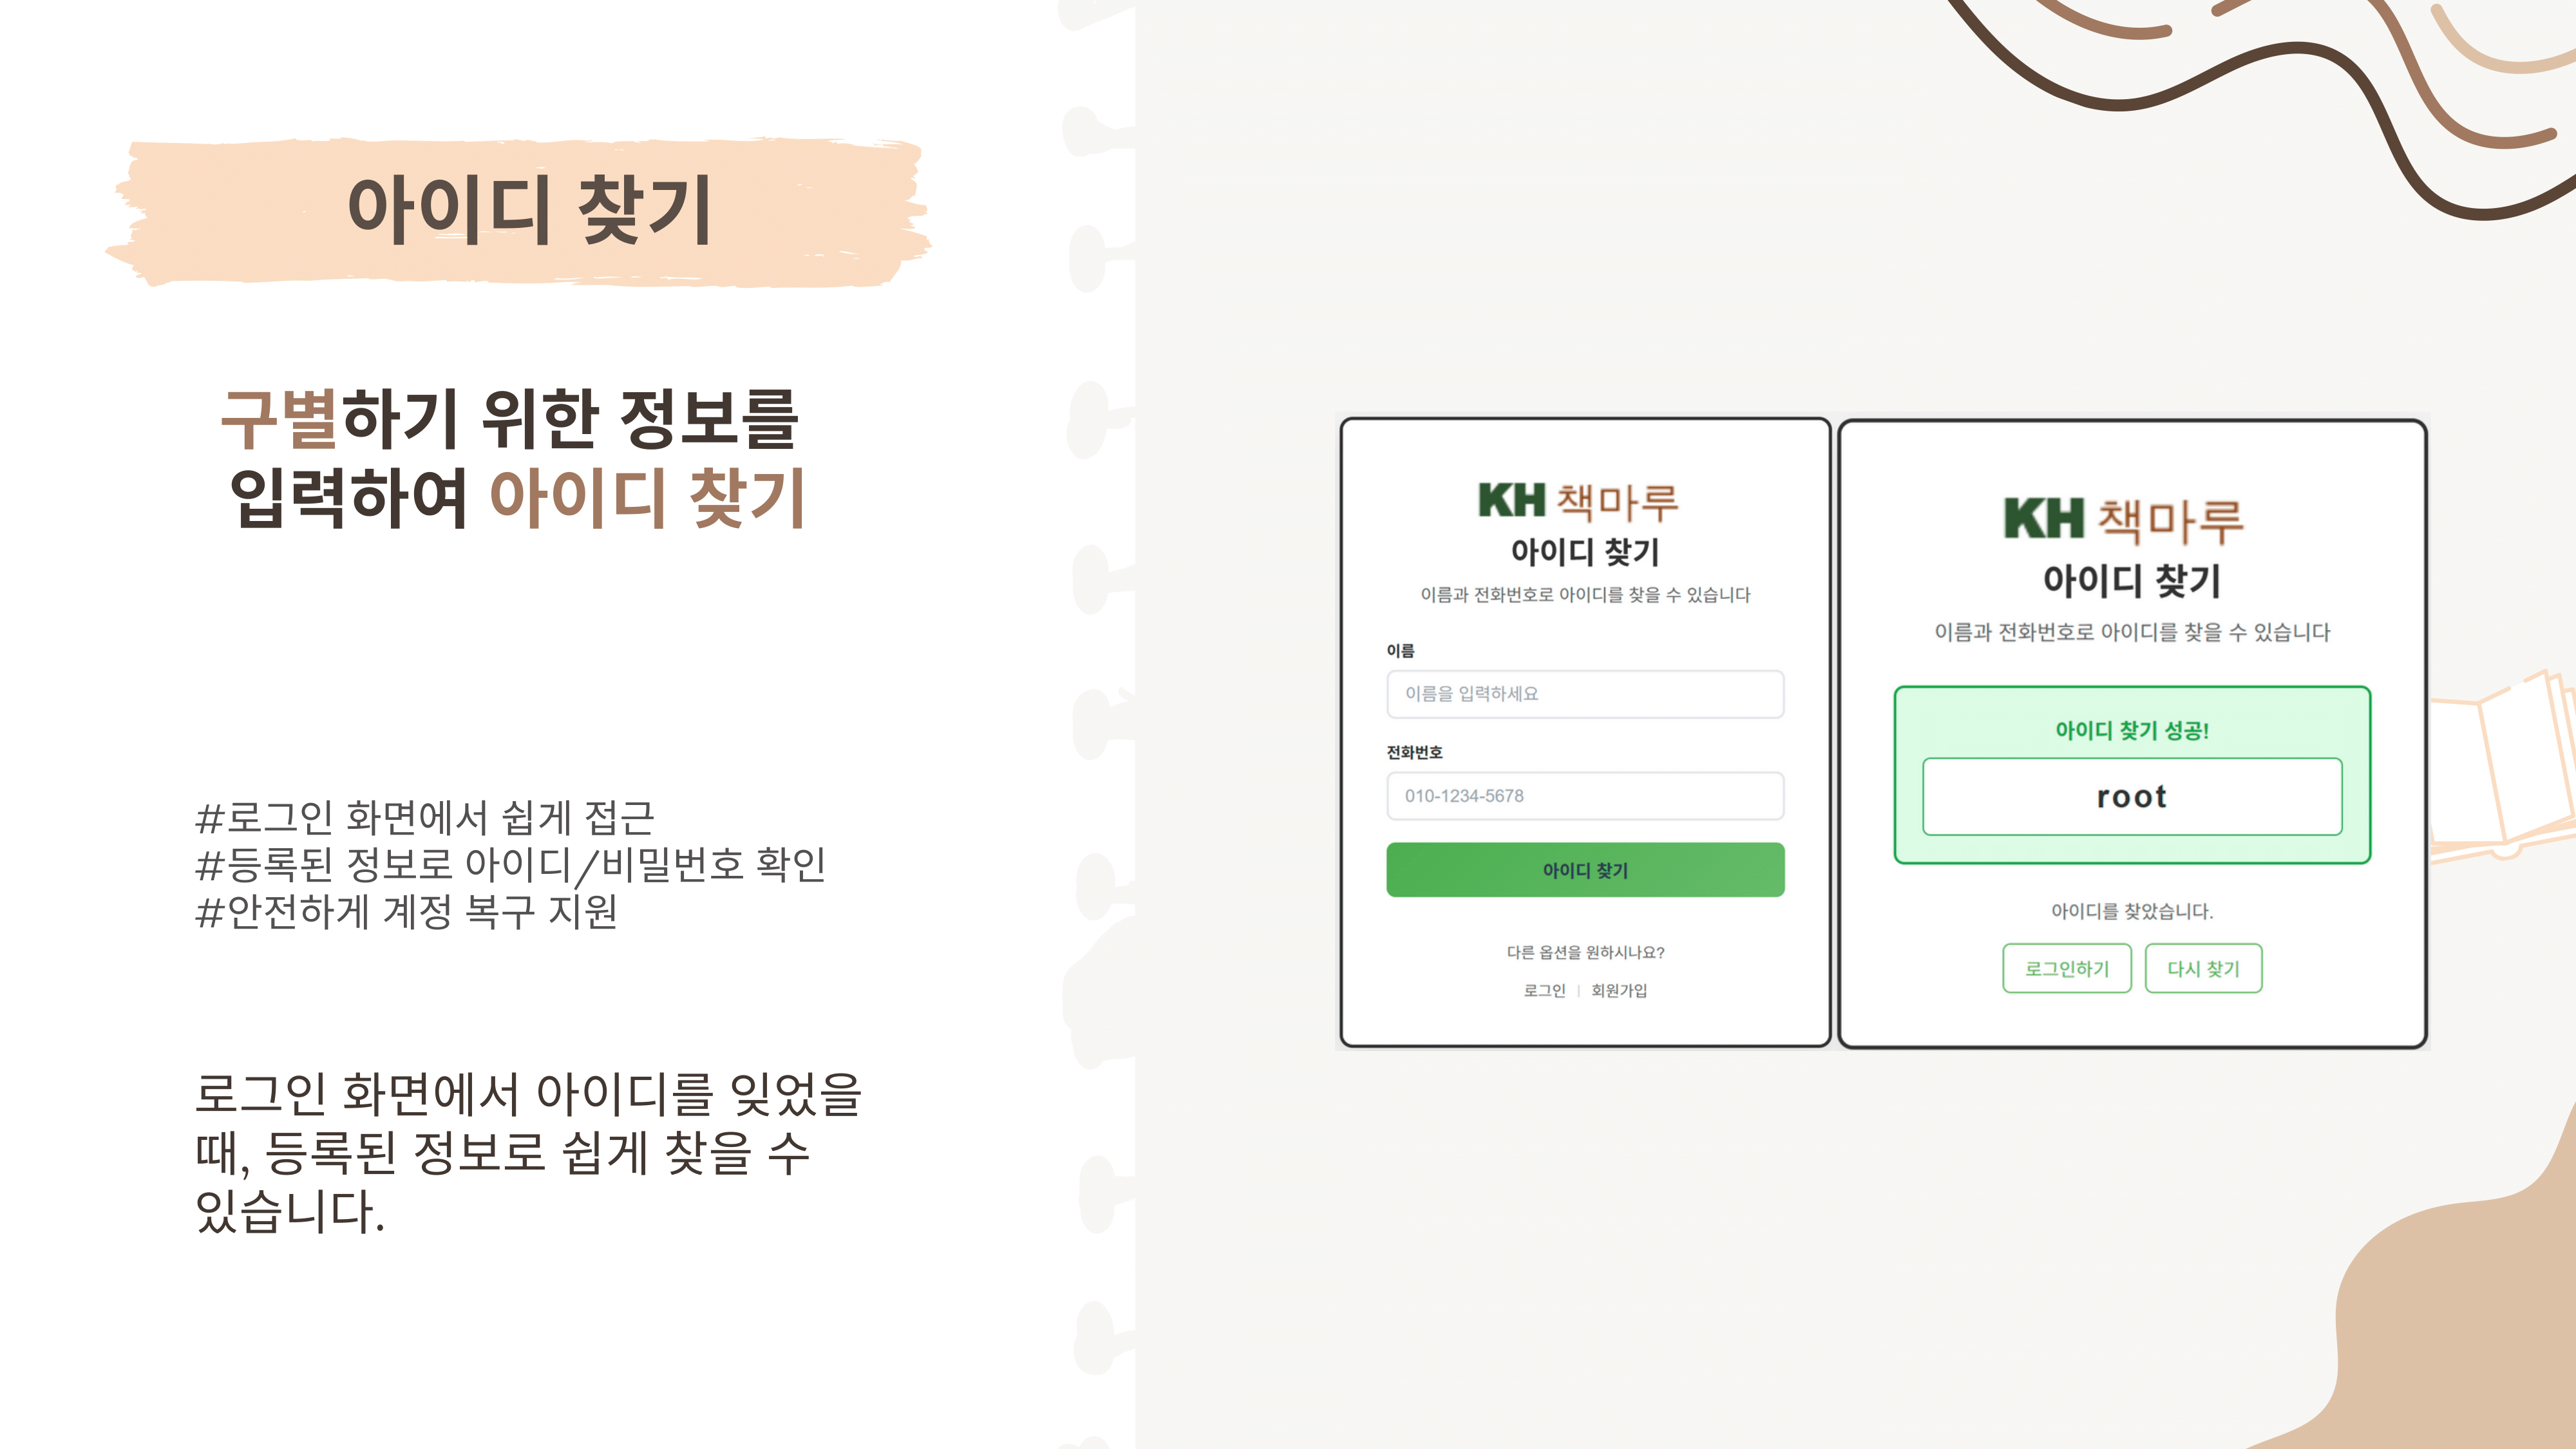 아이디 찾기
구별하기 위한 정보를
입력하여 아이디 찾기
#로그인 화면에서 쉽게 접근
#등록된 정보로 아이디/비밀번호 확인
#안전하게 계정 복구 지원
로그인 화면에서 아이디를 잊었을
때, 등록된 정보로 쉽게 찾을 수
있습니다.
KH 책마루
아이디 찾기
이름과 전화번호로 아이디를 찾을 수 있습니다
이름
이름을 입력하세요
전화번호
010-1234-5678
아이디 찾기
다른 옵션을 원하시나요?
로그인 | 회원가입
KH 책마루
아이디 찾기
이름과 전화번호로 아이디를 찾을 수 있습니다
아이디 찾기 성공!
root
아이디를 찾았습니다.
로그인하기 다시 찾기